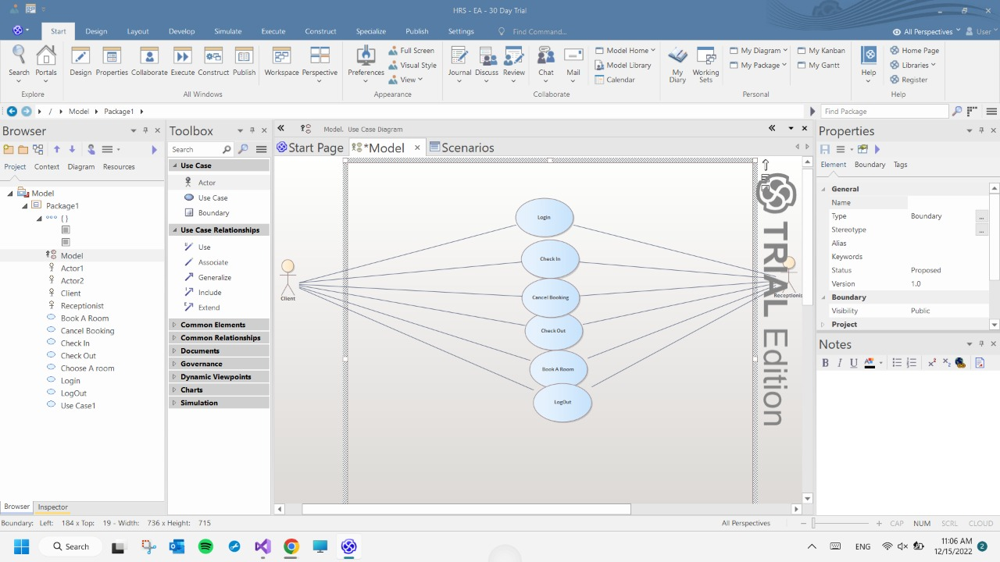 HRS - EA - 30 Day Trial
Start Design Layout Develop Simulate Execute Construct Specialize Publish Settings Find Command... All Perspectives User
Search Portals Design Properties Collaborate Execute Construct Publish Workspace Perspective Preferences Full Screen Journal Discuss Review Chat Mail Model Home My Diary Working Sets My Diagram My Kanban Help Home Page
Visual Style Model Library My Package My Gantt Libraries
View Calendar Register
Explore All Windows Appearance Collaborate Personal Help
/ Model Package1 Find Package
Browser Toolbox Model. Use Case Diagram Properties
Search Start Page *Model Scenarios
Project Context Diagram Resources
Element Boundary Tags
Model
Package1
{ }
Model
Actor1
Actor2
Client
Receptionist
Book A Room
Cancel Booking
Check In
Check Out
Choose A room
Login
LogOut
Use Case1
Browser Inspector
Use Case
Actor
Use Case
Boundary
Use Case Relationships
Use
Associate
Generalize
Include
Extend
Common Elements
Common Relationships
Documents
Governance
Dynamic Viewpoints
Charts
Simulation
Login
Check In
Cancel Booking
Check Out
Book A Room
LogOut
Client
Receptionis
TRIAL Edition
General
Name
Type Boundary ...
Stereotype ...
Alias
Keywords
Status Proposed
Version 1.0
Boundary
Visibility Public
Project
Notes
B I U A
Boundary: Left: 184 x Top: 19 - Width: 736 x Height: 715 All Perspectives CAP NUM SCRL CLOUD
Search ENG 11:06 AM
12/15/2022 2